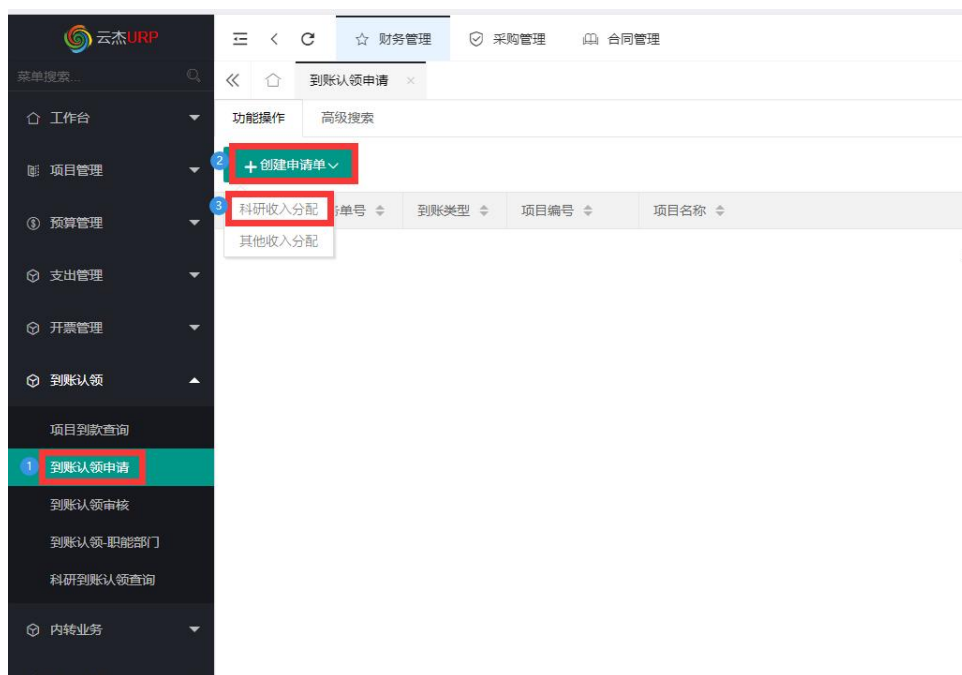 云杰URP
财务管理 采购管理 合同管理
菜单搜索...
到账认领申请 ×
工作台
功能操作 高级搜索
项目管理
2 +创建申请单
预算管理
3 科研收入分配 单号 到账类型 项目编号 项目名称
其他收入分配
支出管理
开票管理
到账认领
项目到款查询
1 到账认领申请
到账认领审核
到账认领-职能部门
科研到账认领查询
内转业务